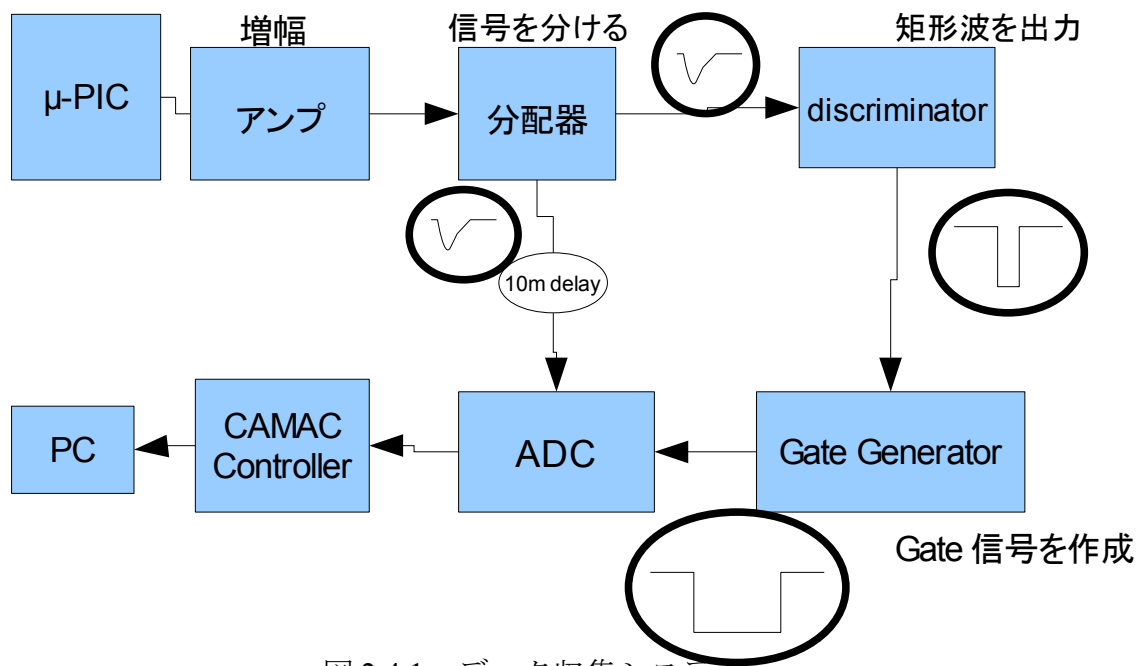 増幅
信号を分ける
矩形波を出力
μ-PIC
アンプ
分配器
discriminator
10m delay
PC
CAMAC
Controller
ADC
Gate Generator
Gate 信号を作成